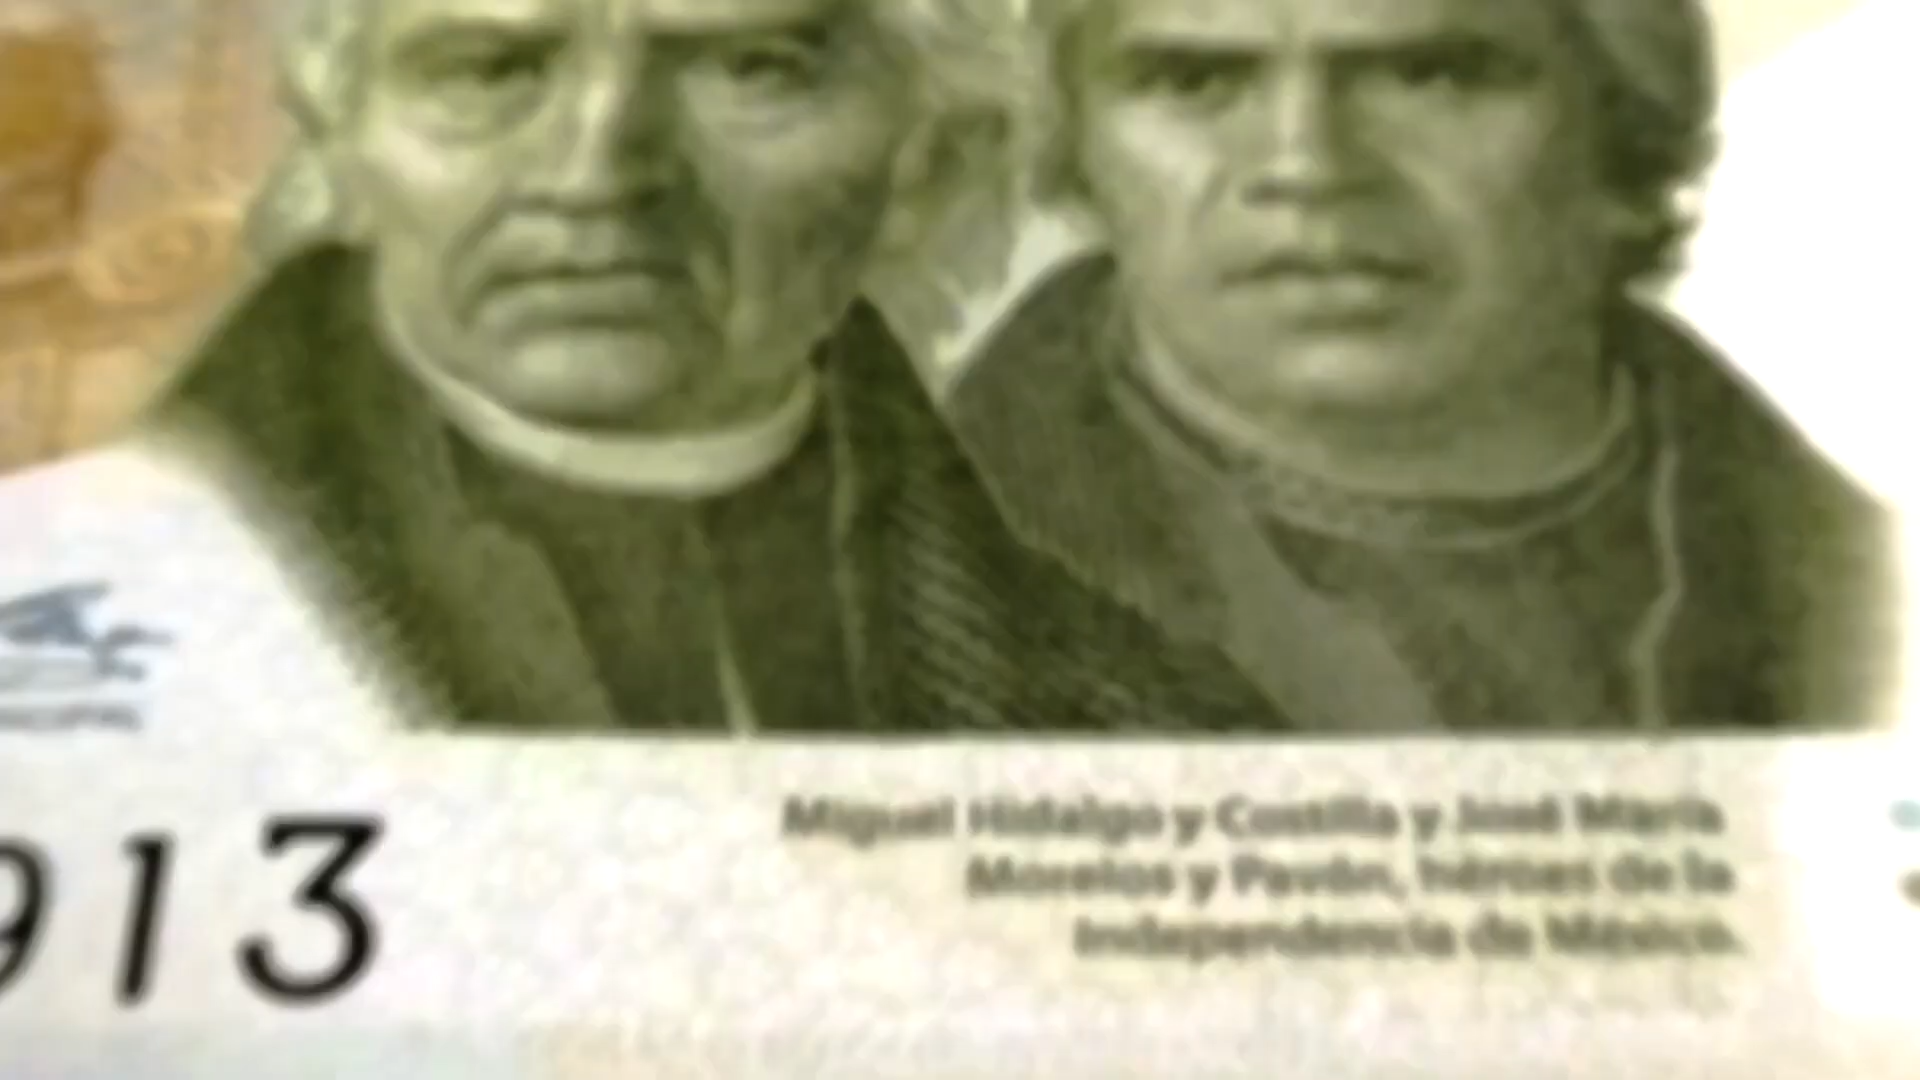 913
Miguel Hidalgo y Costilla y José María
Morelos y Pavón, héroes de la
Independencia de México.